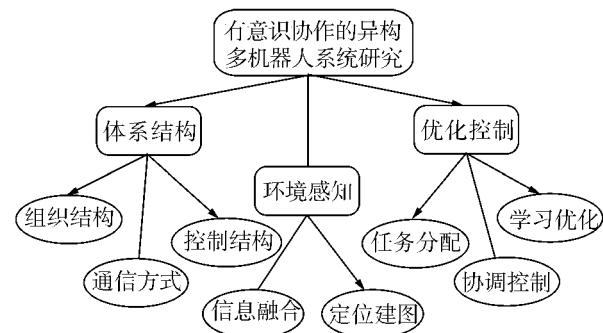 有意识协作的异构
多机器人系统研究
体系结构
优化控制
环境感知
组织结构
控制结构
通信方式
信息融合
定位建图
任务分配
学习优化
协调控制